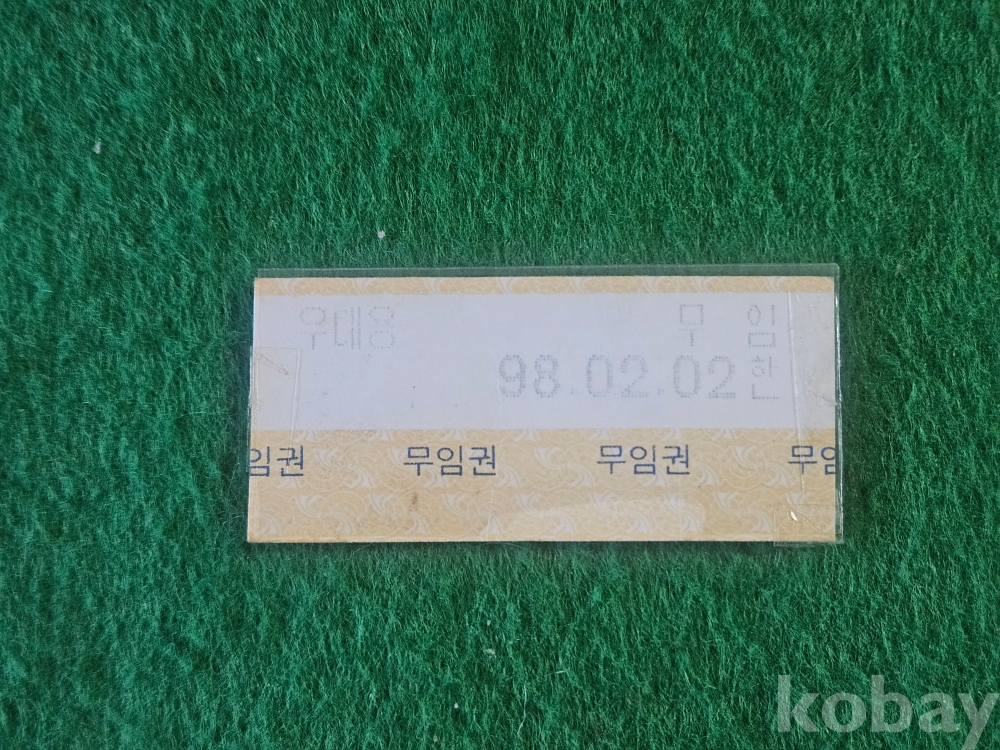 우대용 무 임
98.02.02 한
임권 무임권 무임권 무임
kobay